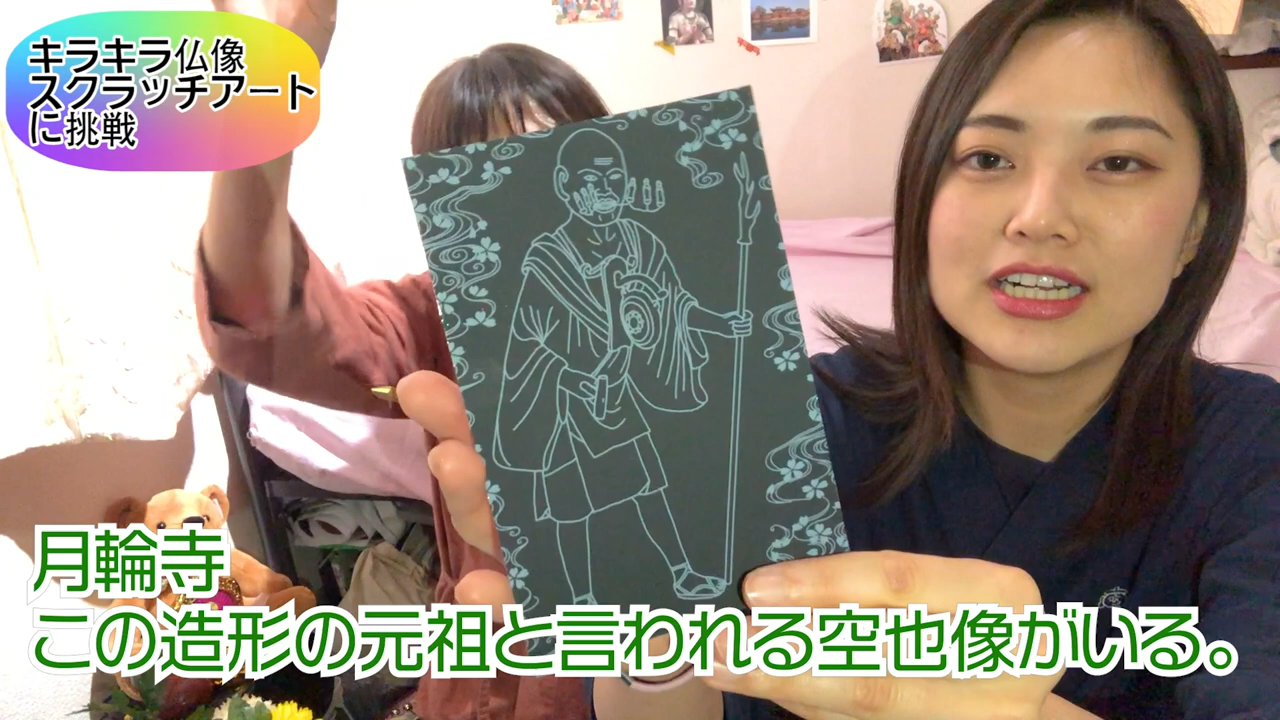 キラキラ仏像
スクラッチアート
に挑戦
月輪寺
この造形の元祖と言われる空也像がいる。